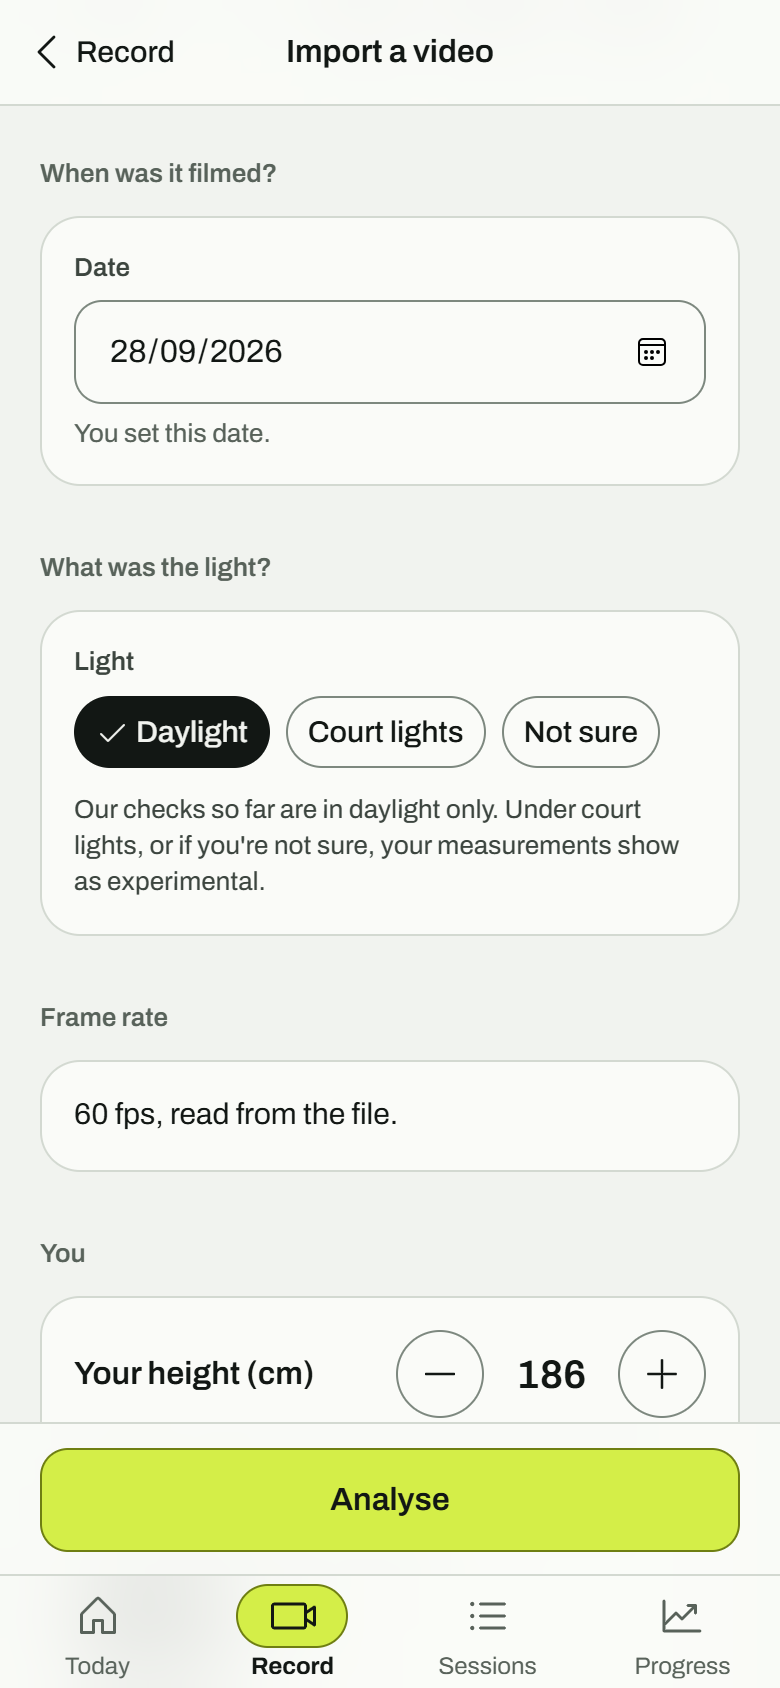 Record
Import a video
When was it filmed?
Date
28/09/2026
You set this date.
What was the light?
Light
Daylight
Court lights
Not sure
Our checks so far are in daylight only. Under court
lights, or if you're not sure, your measurements show
as experimental.
Frame rate
60 fps, read from the file.
You
Your height (cm)
186
Analyse
Today
Record
Sessions
Progress